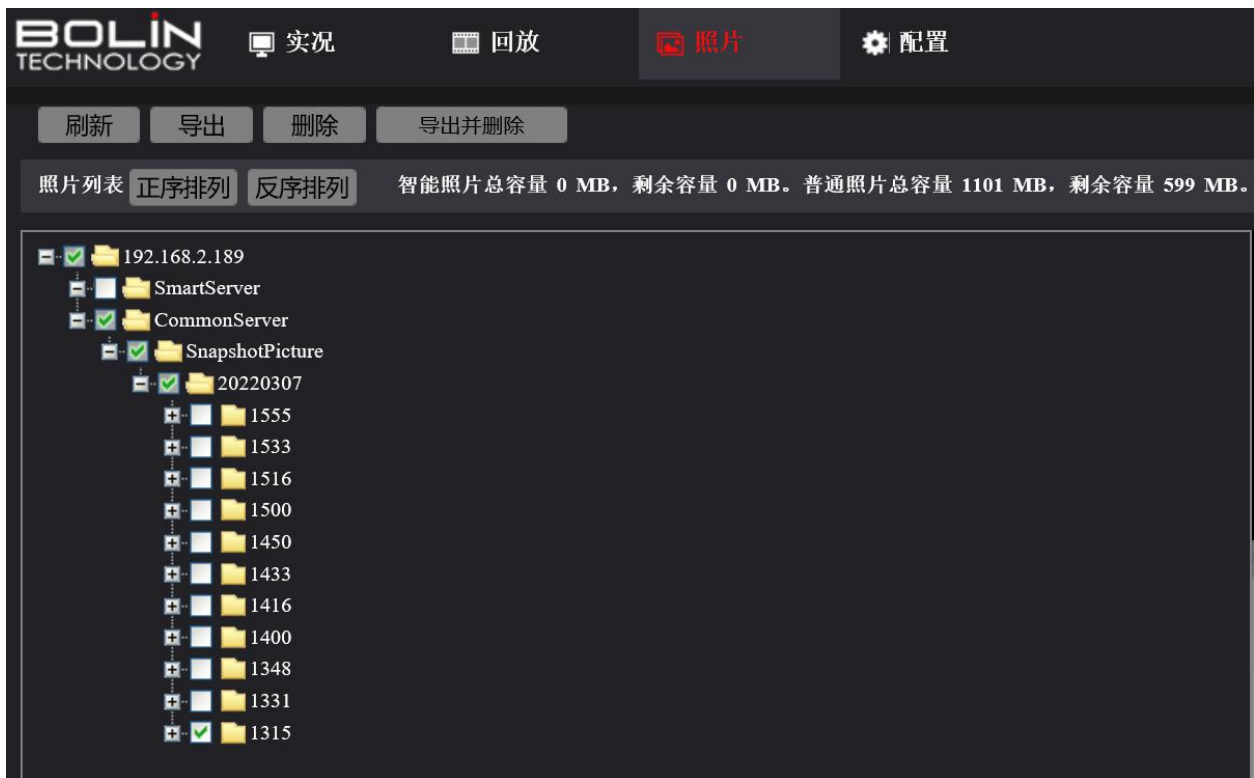 BOLIN
TECHNOLOGY
实况 回放 照片 配置
刷新 导出 删除 导出并删除
照片列表 正序排列 反序排列 智能照片总容量 0 MB，剩余容量 0 MB。普通照片总容量 1101 MB，剩余容量 599 MB。
192.168.2.189
SmartServer
CommonServer
SnapshotPicture
20220307
1555
1533
1516
1500
1450
1433
1416
1400
1348
1331
1315